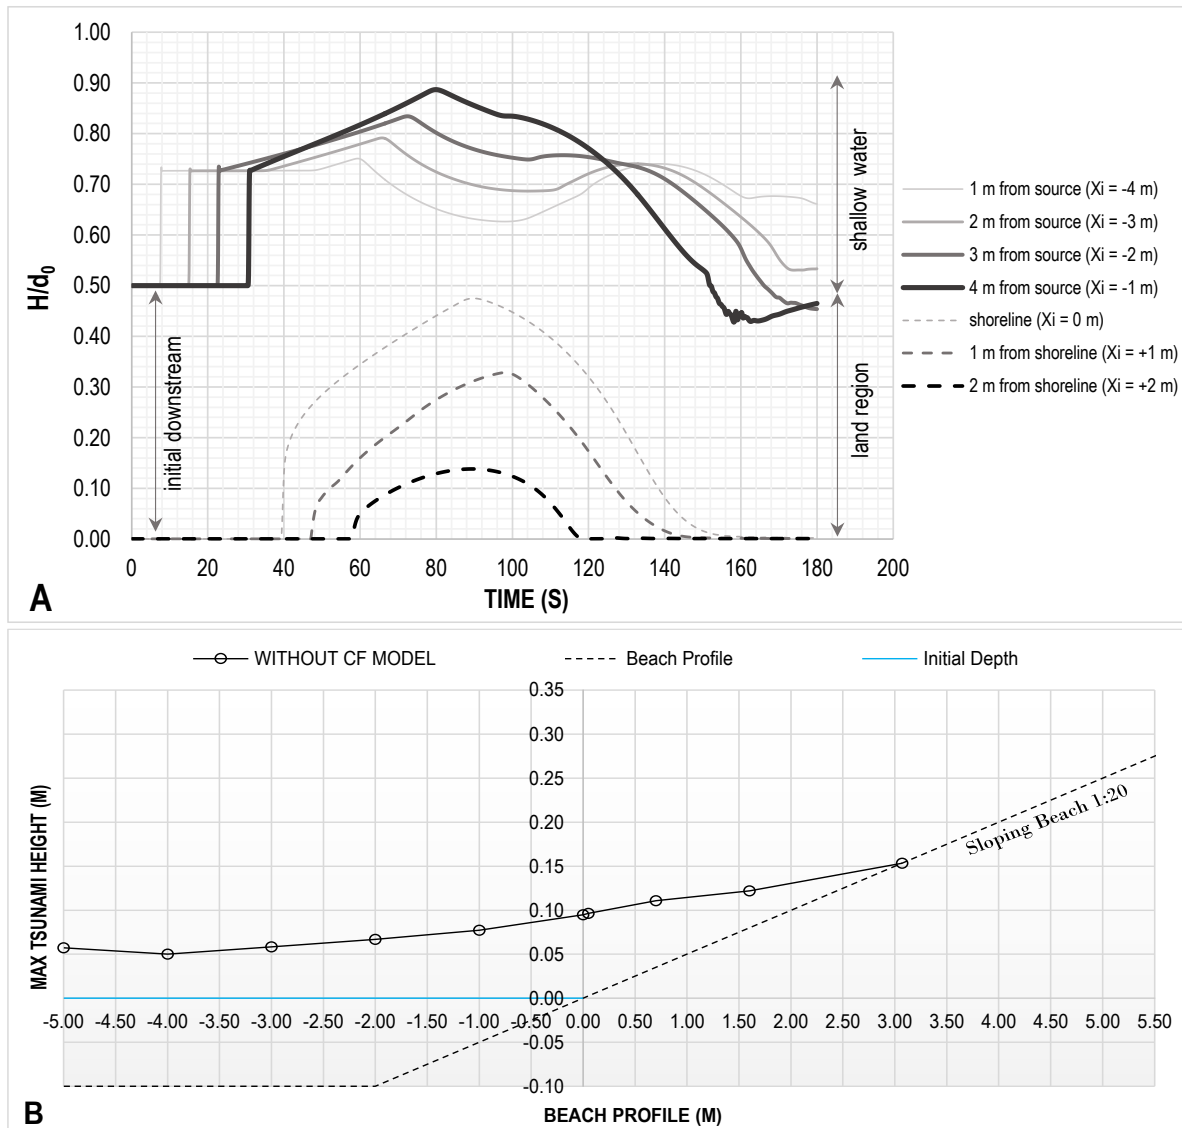 1.00
0.90
0.80
0.70
0.60
0.50
0.40
0.30
0.20
0.10
0.00
H/d0
initial downstream
shallow water
land region
0 20 40 60 80 100 120 140 160 180 200
TIME (S)
A
1 m from source (Xi = -4 m)
2 m from source (Xi = -3 m)
3 m from source (Xi = -2 m)
4 m from source (Xi = -1 m)
shoreline (Xi = 0 m)
1 m from shoreline (Xi = +1 m)
2 m from shoreline (Xi = +2 m)
WITHOUT CF MODEL Beach Profile Initial Depth
0.35
0.30
0.25
0.20
0.15
0.10
0.05
0.00
-5.00 -4.50 -4.00 -3.50 -3.00 -2.50 -2.00 -1.50 -1.00 -0.50 0.00 0.50 1.00 1.50 2.00 2.50 3.00 3.50 4.00 4.50 5.00 5.50
-0.05
-0.10
MAX TSUNAMI HEIGHT (M)
Sloping Beach 1:20
BEACH PROFILE (M)
B